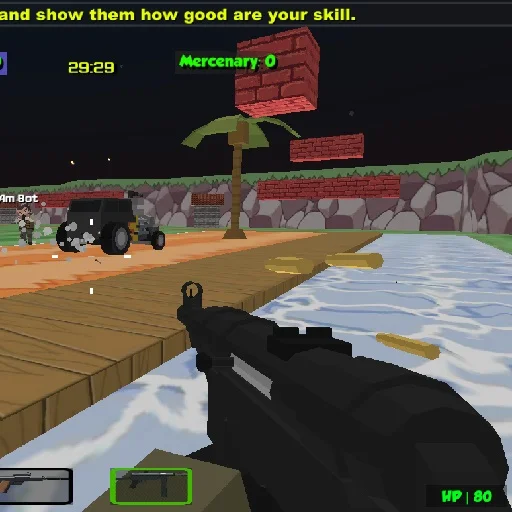 and show them how good are your skill.
29:29
Mercenary 0
Am Bot
HP | 80